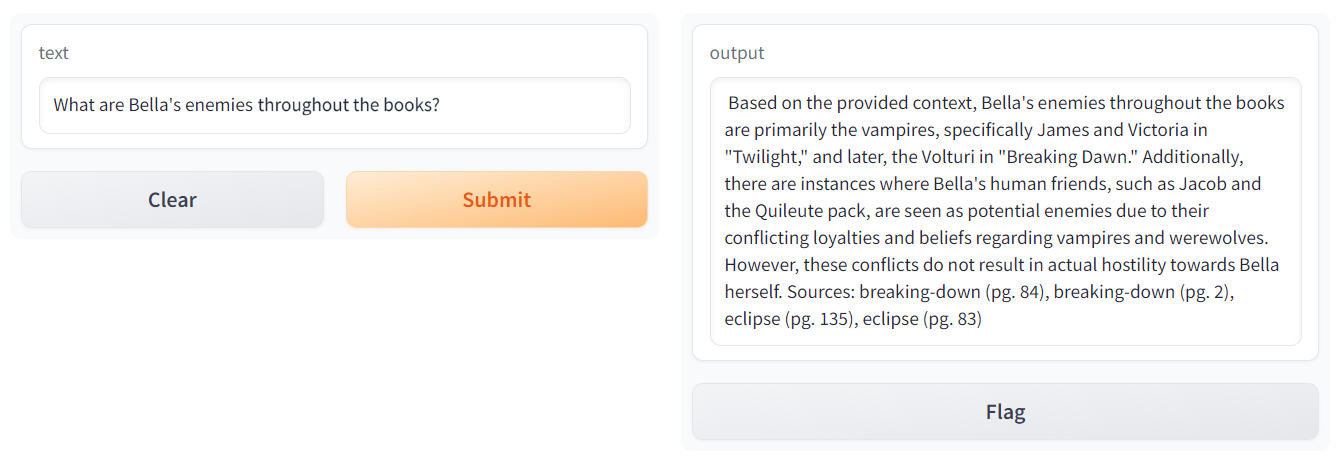 text
What are Bella's enemies throughout the books?
Clear
Submit
output
Based on the provided context, Bella's enemies throughout the books
are primarily the vampires, specifically James and Victoria in
"Twilight," and later, the Volturi in "Breaking Dawn." Additionally,
there are instances where Bella's human friends, such as Jacob and
the Quileute pack, are seen as potential enemies due to their
conflicting loyalties and beliefs regarding vampires and werewolves.
However, these conflicts do not result in actual hostility towards Bella
herself. Sources: breaking-down (pg. 84), breaking-down (pg. 2),
eclipse (pg. 135), eclipse (pg. 83)
Flag